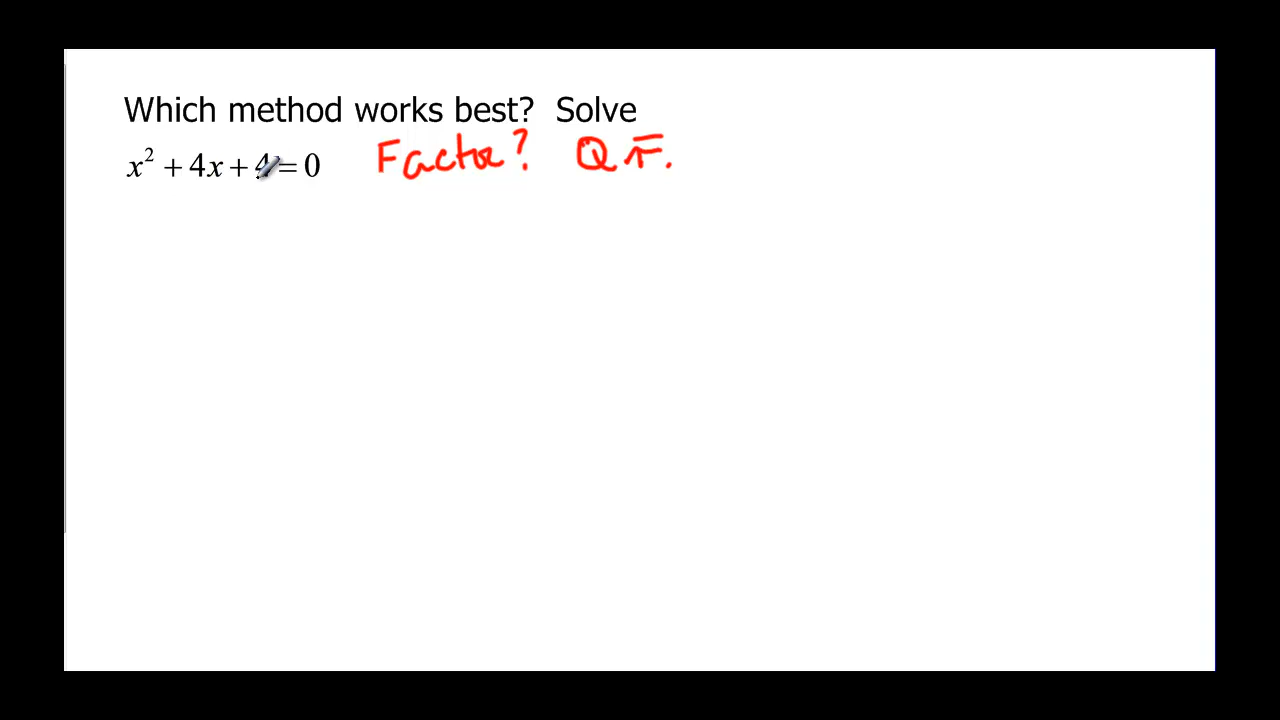 Which method works best? Solve
x² + 4x + 4 = 0 Factor? Q.F.